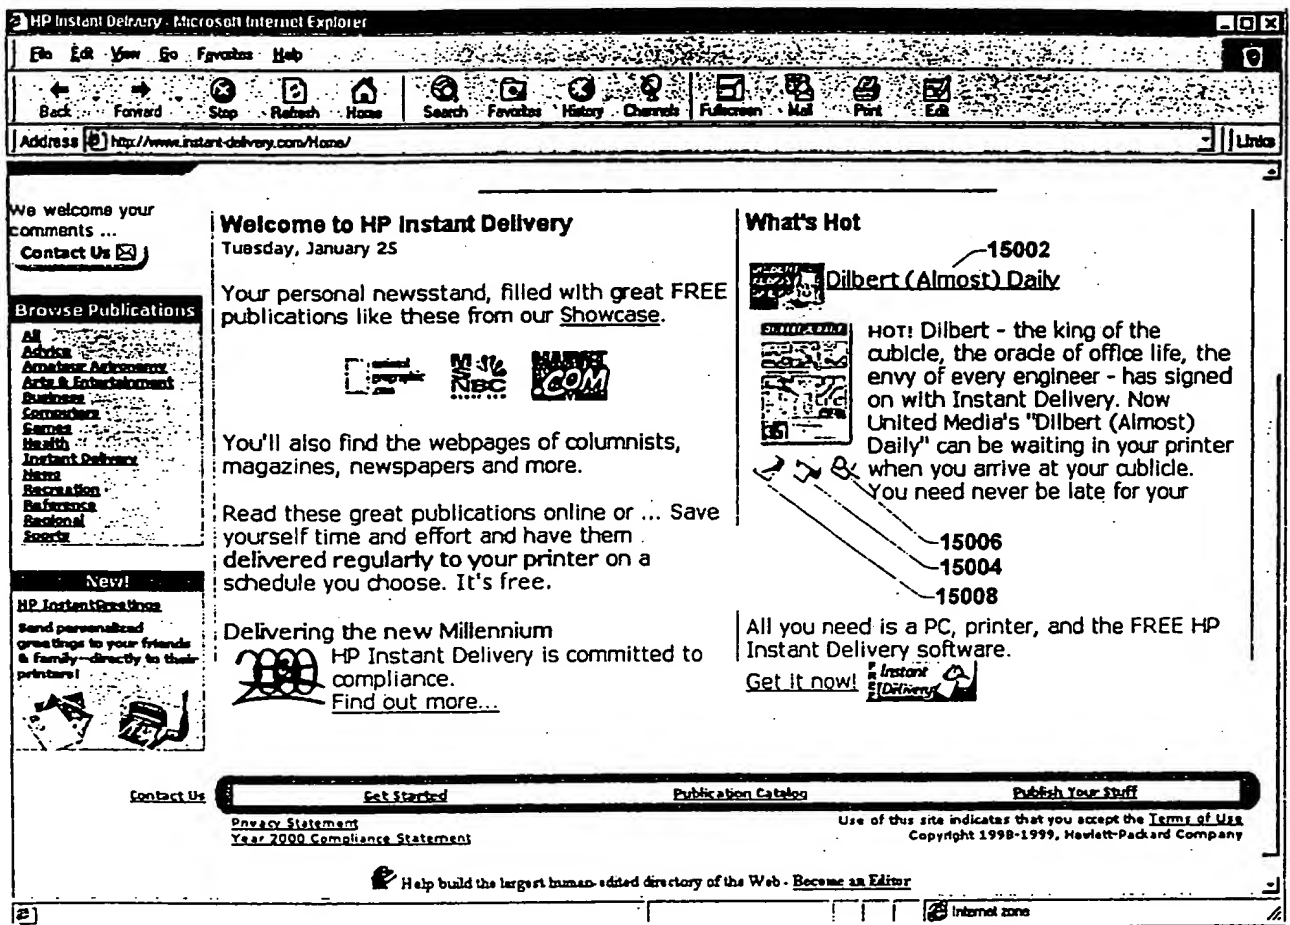 HP Instant Delivery - Microsoft Internet Explorer
File Edit View Go Favorites Help
Back Forward Stop Refresh Home Search Favorites History Channels Fullscreen Mail Print Edit
Address http://www.instant-delivery.com/Home/ Links
We welcome your
comments ...
Contact Us
Browse Publications
All
Advice
Amateur Astronomy
Arts & Entertainment
Business
Computers
Games
Health
Instant Delivery
News
Recreation
Reference
Regional
Sports
New!
HP InstantGreetings
Send personalized
greetings to your friends
& family--directly to their
printers!
Welcome to HP Instant Delivery
Tuesday, January 25
Your personal newsstand, filled with great FREE
publications like these from our Showcase.
MSNBC
.COM
You'll also find the webpages of columnists,
magazines, newspapers and more.
Read these great publications online or ... Save
yourself time and effort and have them
delivered regularly to your printer on a
schedule you choose. It's free.
Delivering the new Millennium
HP Instant Delivery is committed to
compliance.
Find out more...
What's Hot
15002
Dilbert (Almost) Daily
HOT! Dilbert - the king of the
cubicle, the oracle of office life, the
envy of every engineer - has signed
on with Instant Delivery. Now
United Media's "Dilbert (Almost)
Daily" can be waiting in your printer
when you arrive at your cublicle.
You need never be late for your
15006
15004
15008
All you need is a PC, printer, and the FREE HP
Instant Delivery software.
Get it now! FREE Instant Delivery
Contact Us Get Started Publication Catalog Publish Your Stuff
Privacy Statement
Year 2000 Compliance Statement
Use of this site indicates that you accept the Terms of Use
Copyright 1998-1999, Hewlett-Packard Company
Help build the largest human-edited directory of the Web - Become an Editor
Internet zone